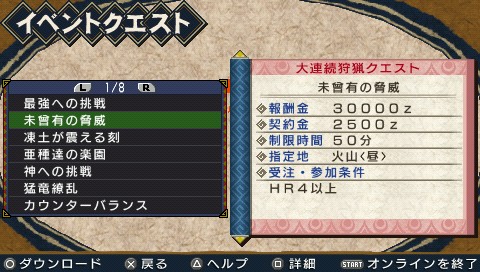 イベントクエスト
L 1/8 R
最強への挑戦
未曾有の脅威
凍土が震える刻
亜種達の楽園
神への挑戦
猛竜繚乱
カウンターバランス
大連続狩猟クエスト
未曾有の脅威
報酬金 30000z
契約金 2500z
制限時間 50分
指定地 火山<昼>
受注・参加条件
HR4以上
○ダウンロード ×戻る △ヘルプ □詳細 START オンラインを終了